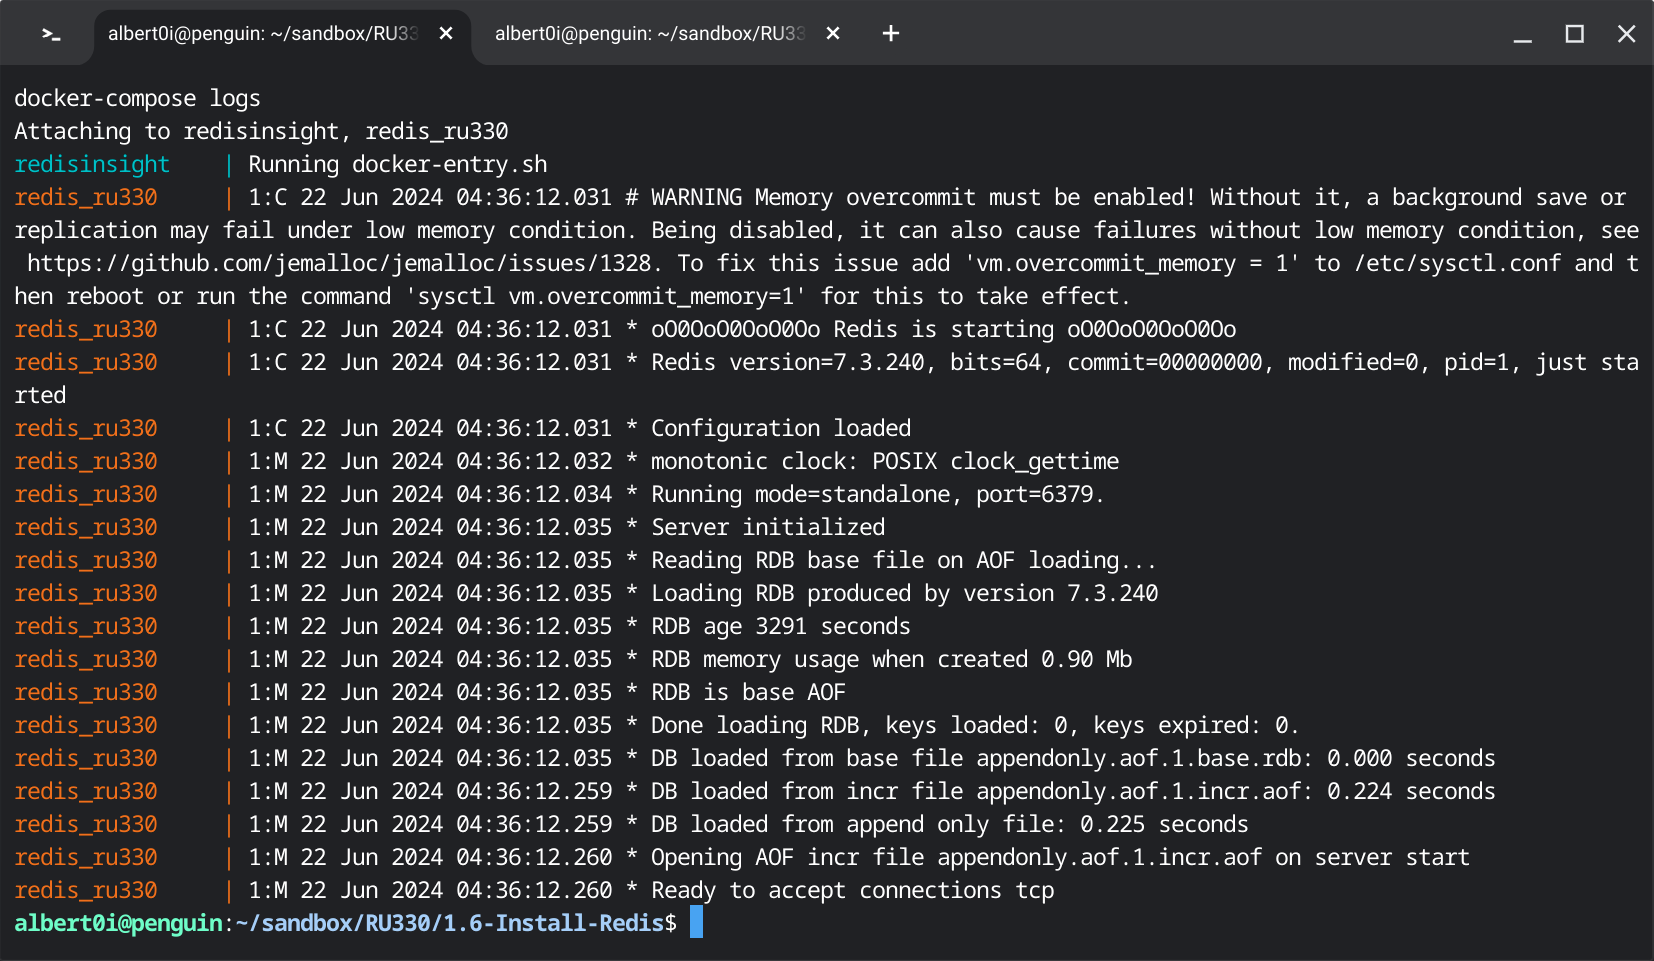 albert0i@penguin: ~/sandbox/RU33
albert0i@penguin: ~/sandbox/RU33
docker-compose logs
Attaching to redisinsight, redis_ru330
redisinsight    | Running docker-entry.sh
redis_ru330     | 1:C 22 Jun 2024 04:36:12.031 # WARNING Memory overcommit must be enabled! Without it, a background save or
replication may fail under low memory condition. Being disabled, it can also cause failures without low memory condition, see
 https://github.com/jemalloc/jemalloc/issues/1328. To fix this issue add 'vm.overcommit_memory = 1' to /etc/sysctl.conf and t
hen reboot or run the command 'sysctl vm.overcommit_memory=1' for this to take effect.
redis_ru330     | 1:C 22 Jun 2024 04:36:12.031 * oO0OoO0OoO0Oo Redis is starting oO0OoO0OoO0Oo
redis_ru330     | 1:C 22 Jun 2024 04:36:12.031 * Redis version=7.3.240, bits=64, commit=00000000, modified=0, pid=1, just sta
rted
redis_ru330     | 1:C 22 Jun 2024 04:36:12.031 * Configuration loaded
redis_ru330     | 1:M 22 Jun 2024 04:36:12.032 * monotonic clock: POSIX clock_gettime
redis_ru330     | 1:M 22 Jun 2024 04:36:12.034 * Running mode=standalone, port=6379.
redis_ru330     | 1:M 22 Jun 2024 04:36:12.035 * Server initialized
redis_ru330     | 1:M 22 Jun 2024 04:36:12.035 * Reading RDB base file on AOF loading...
redis_ru330     | 1:M 22 Jun 2024 04:36:12.035 * Loading RDB produced by version 7.3.240
redis_ru330     | 1:M 22 Jun 2024 04:36:12.035 * RDB age 3291 seconds
redis_ru330     | 1:M 22 Jun 2024 04:36:12.035 * RDB memory usage when created 0.90 Mb
redis_ru330     | 1:M 22 Jun 2024 04:36:12.035 * RDB is base AOF
redis_ru330     | 1:M 22 Jun 2024 04:36:12.035 * Done loading RDB, keys loaded: 0, keys expired: 0.
redis_ru330     | 1:M 22 Jun 2024 04:36:12.035 * DB loaded from base file appendonly.aof.1.base.rdb: 0.000 seconds
redis_ru330     | 1:M 22 Jun 2024 04:36:12.259 * DB loaded from incr file appendonly.aof.1.incr.aof: 0.224 seconds
redis_ru330     | 1:M 22 Jun 2024 04:36:12.259 * DB loaded from append only file: 0.225 seconds
redis_ru330     | 1:M 22 Jun 2024 04:36:12.260 * Opening AOF incr file appendonly.aof.1.incr.aof on server start
redis_ru330     | 1:M 22 Jun 2024 04:36:12.260 * Ready to accept connections tcp
albert0i@penguin:~/sandbox/RU330/1.6-Install-Redis$